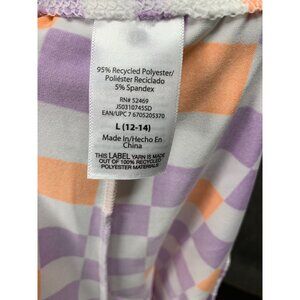 95% Recycled Polyester/
Poliéster Reciclado
5% Spandex
RN# 52469
JS0310745SD
EAN/UPC 7 6705205370
L (12-14)
Made In/Hecho En
China
THIS LABEL YARN IS MADE
OUT OF 100% RECYCLED
POLYESTER MATERIALS